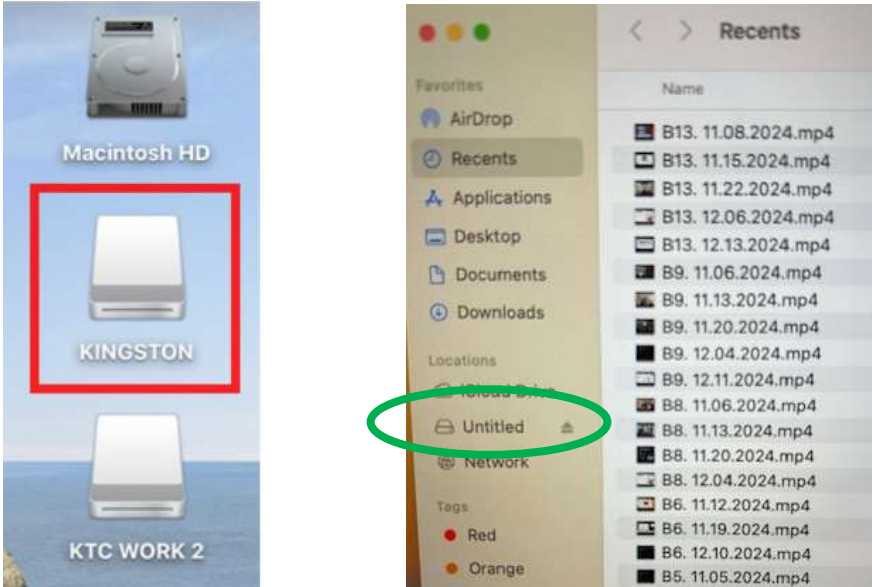 Macintosh HD
KINGSTON
KTC WORK 2
Recents
Favorites
AirDrop
Recents
Applications
Desktop
Documents
Downloads
Locations
iCloud Drive
Untitled
Network
Tags
Red
Orange
Name
B13. 11.08.2024.mp4
B13. 11.15.2024.mp4
B13. 11.22.2024.mp4
B13. 12.06.2024.mp4
B13. 12.13.2024.mp4
B9. 11.06.2024.mp4
B9. 11.13.2024.mp4
B9. 11.20.2024.mp4
B9. 12.04.2024.mp4
B9. 12.11.2024.mp4
B8. 11.06.2024.mp4
B8. 11.13.2024.mp4
B8. 11.20.2024.mp4
B8. 12.04.2024.mp4
B6. 11.12.2024.mp4
B6. 11.19.2024.mp4
B6. 12.10.2024.mp4
B5. 11.05.2024.mp4